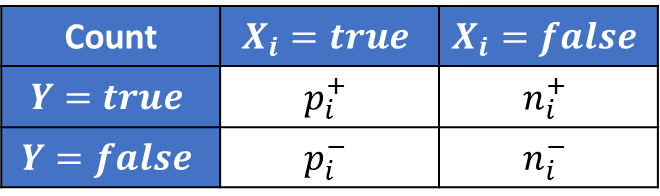 Count X_i = true X_i = false
Y = true p_i^+ n_i^+
Y = false p_i^- n_i^-